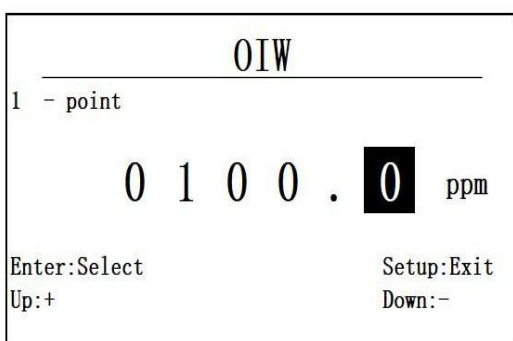 OIW
1 - point
0 1 0 0 . 0 ppm
Enter:Select Setup:Exit
Up:+ Down:-